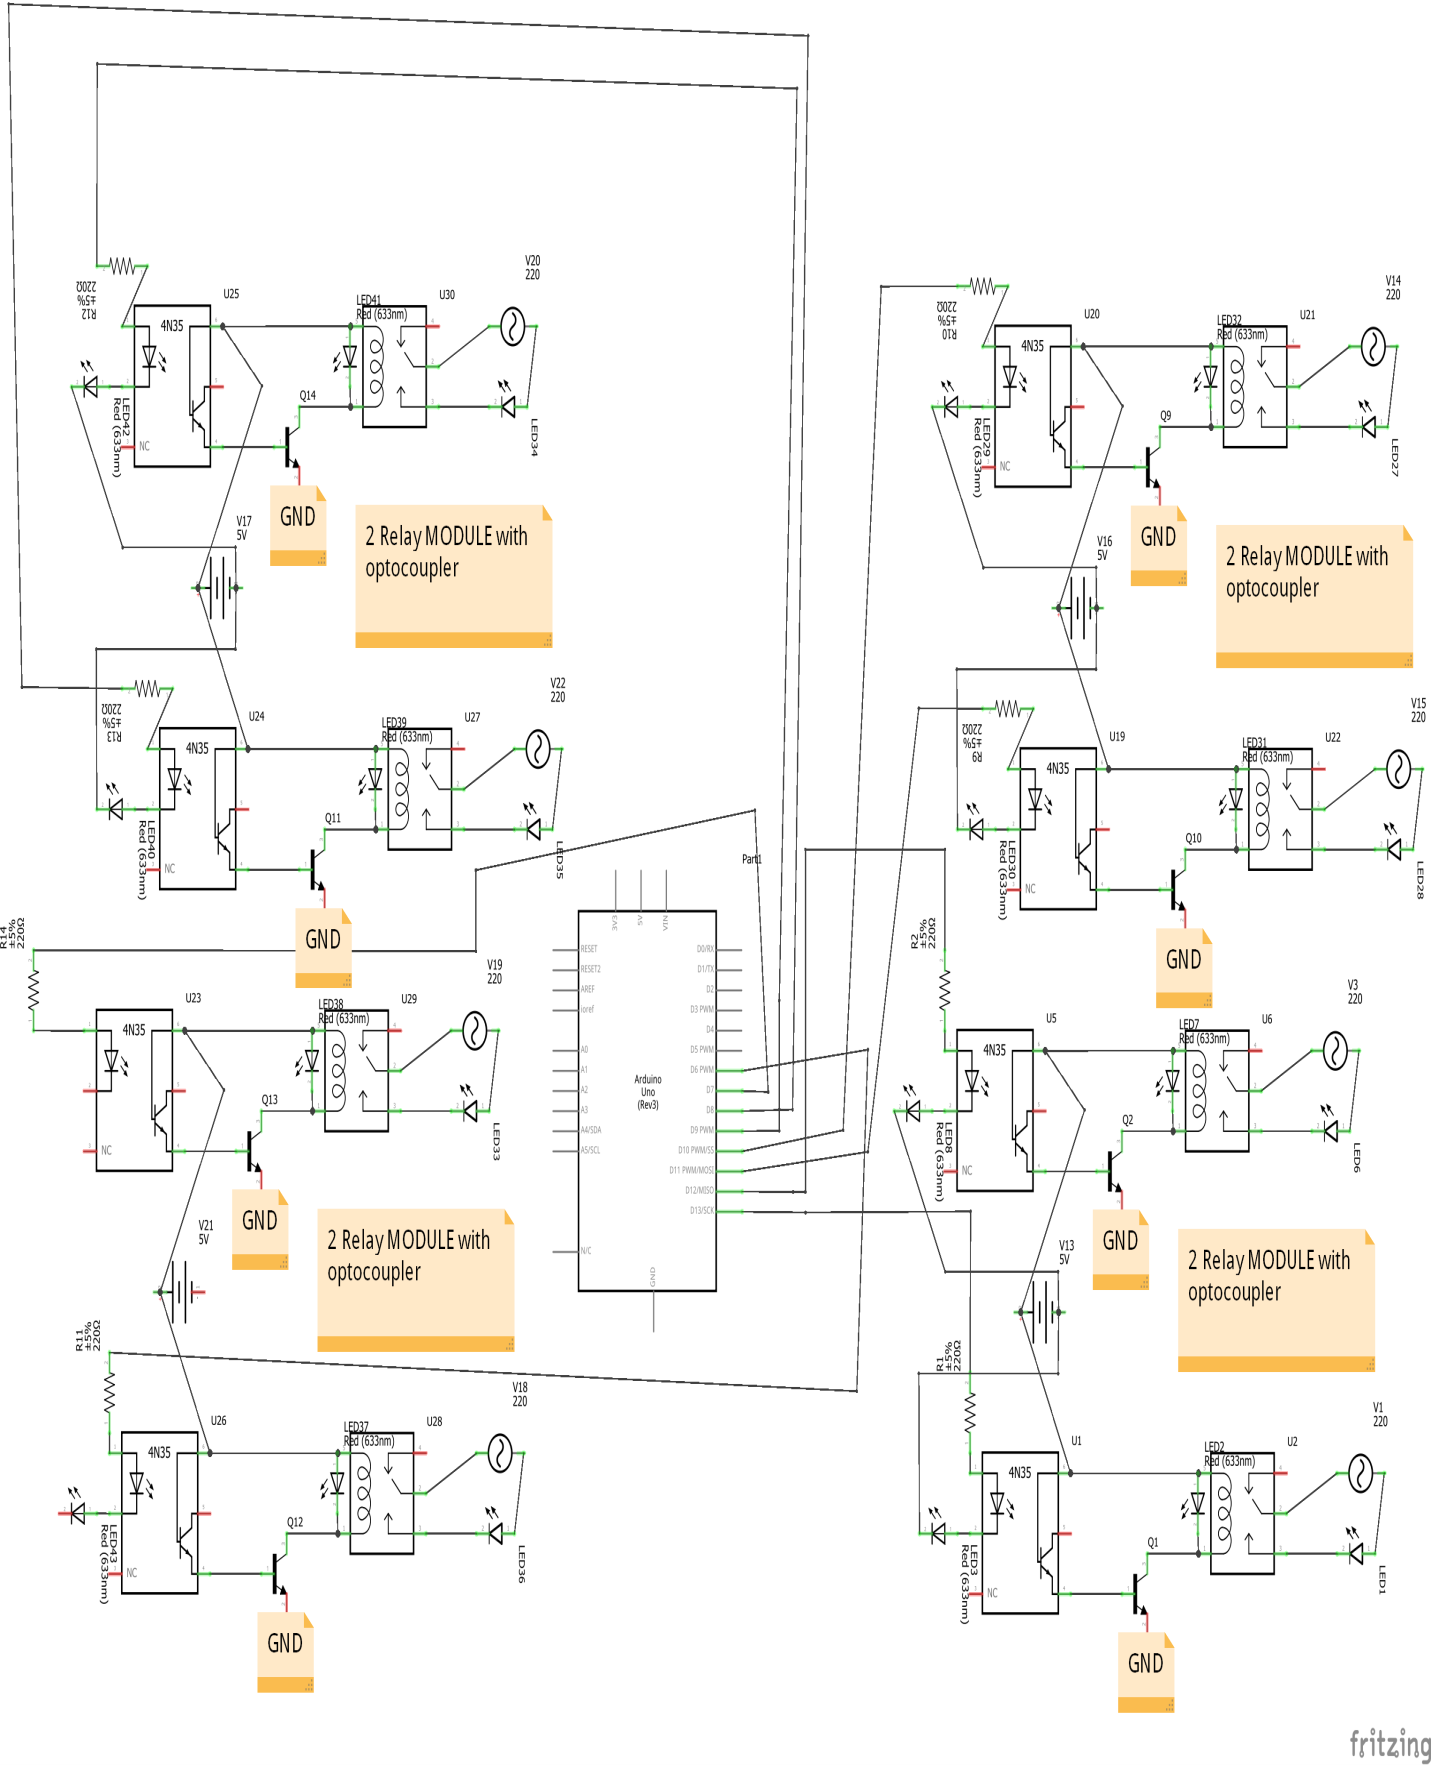 V20
220
U25
LED41
Red (633nm)
U30
R12
±5%
220Ω
4N35
Q14
LED42
Red (633nm)
NC
LED34
GND
V17
5V
2 Relay MODULE with
optocoupler
V14
220
U20
LED32
Red (633nm)
U21
R10
±5%
220Ω
4N35
Q9
LED29
Red (633nm)
NC
LED27
GND
V16
5V
2 Relay MODULE with
optocoupler
V22
220
U24
LED39
Red (633nm)
U27
R13
±5%
220Ω
4N35
Q11
LED40
Red (633nm)
NC
LED35
GND
V15
220
U19
LED31
Red (633nm)
U22
R9
±5%
220Ω
4N35
Q10
LED30
Red (633nm)
NC
LED28
GND
Part1
3V3
5V
VIN
RESET
RESET2
AREF
ioref
A0
A1
A2
A3
A4/SDA
A5/SCL
N/C
Arduino
Uno
(Rev3)
D0/RX
D1/TX
D2
D3 PWM
D4
D5 PWM
D6 PWM
D7
D8
D9 PWM
D10 PWM/SS
D11 PWM/MOSI
D12/MISO
D13/SCK
GND
R14
±5%
220Ω
V19
220
U23
LED38
Red (633nm)
U29
4N35
Q13
NC
LED33
GND
V21
5V
2 Relay MODULE with
optocoupler
R2
±5%
220Ω
V3
220
U5
LED7
Red (633nm)
U6
4N35
Q2
LED8
Red (633nm)
NC
LED6
GND
V13
5V
2 Relay MODULE with
optocoupler
R11
±5%
220Ω
V18
220
U26
LED37
Red (633nm)
U28
4N35
Q12
LED43
Red (633nm)
NC
LED36
GND
R1
±5%
220Ω
V1
220
U1
LED2
Red (633nm)
U2
4N35
Q1
LED3
Red (633nm)
NC
LED1
GND
fritzing